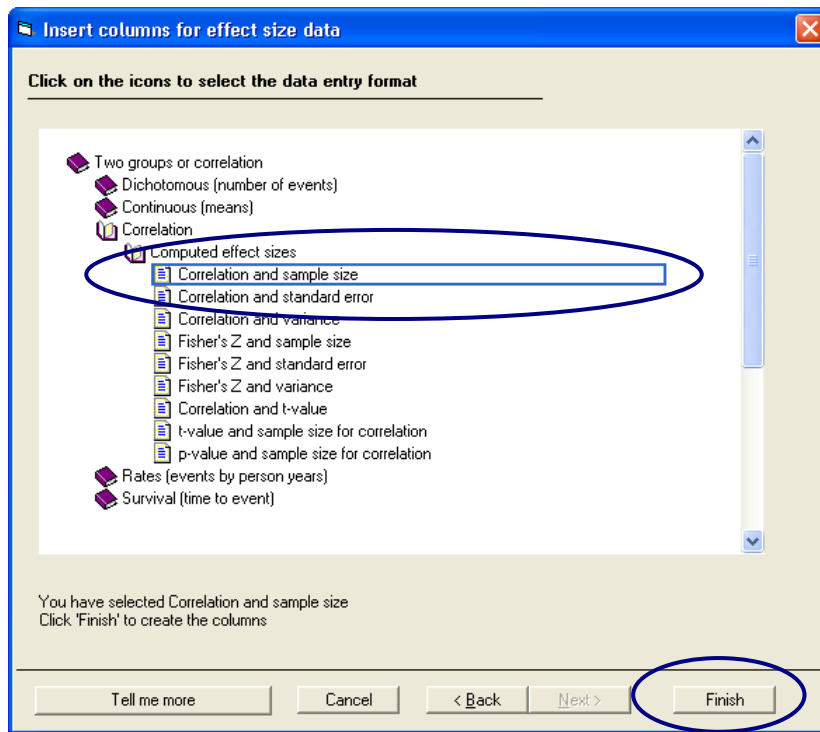 Insert columns for effect size data
Click on the icons to select the data entry format
Two groups or correlation
Dichotomous (number of events)
Continuous (means)
Correlation
Computed effect sizes
Correlation and sample size
Correlation and standard error
Correlation and variance
Fisher's Z and sample size
Fisher's Z and standard error
Fisher's Z and variance
Correlation and t-value
t-value and sample size for correlation
p-value and sample size for correlation
Rates (events by person years)
Survival (time to event)
You have selected Correlation and sample size
Click 'Finish' to create the columns
Tell me more Cancel < Back Next > Finish